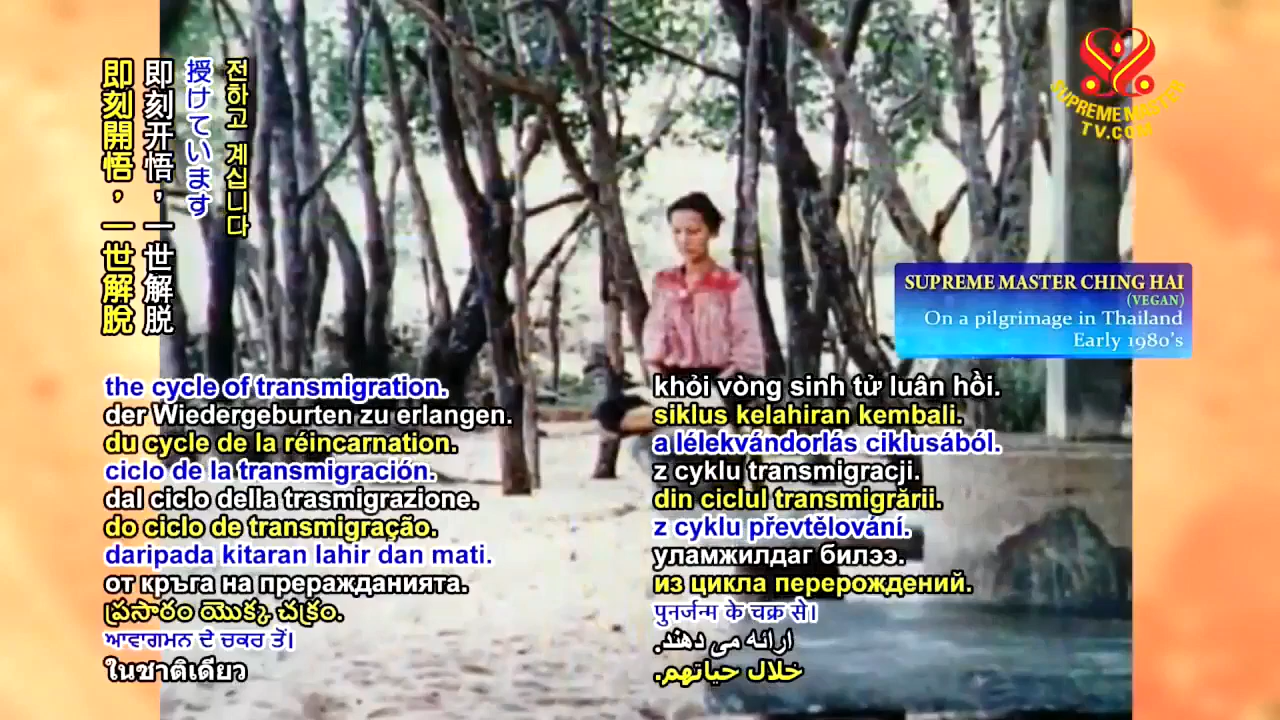 전하고 계십니다
授けています
即刻开悟，一世解脱
即刻開悟，一世解脫
SUPREME MASTER
TV.COM
SUPREME MASTER CHING HAI
(VEGAN)
On a pilgrimage in Thailand
Early 1980's
the cycle of transmigration.
der Wiedergeburten zu erlangen.
du cycle de la réincarnation.
ciclo de la transmigración.
dal ciclo della trasmigrazione.
do ciclo de transmigração.
daripada kitaran lahir dan mati.
от кръга на преражданията.
ప్రసారం యొక్క చక్రం.
ਆਵਾਗਮਨ ਦੇ ਚਕਰ ਤੋਂ।
ในชาติเดียว
khỏi vòng sinh tử luân hồi.
siklus kelahiran kembali.
a lélekvándorlás ciklusából.
z cyklu transmigracji.
din ciclul transmigrării.
z cyklu převtělování.
уламжилдаг билээ.
из цикла перерождений.
पुनर्जन्म के चक्र से।
ارائه می دهند.
خلال حياتهم.